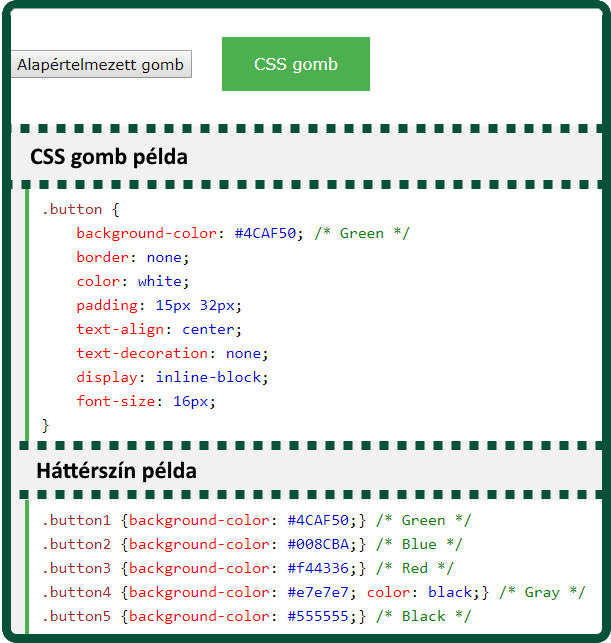 Alapértelmezett gomb
CSS gomb
CSS gomb példa
.button {
    background-color: #4CAF50; /* Green */
    border: none;
    color: white;
    padding: 15px 32px;
    text-align: center;
    text-decoration: none;
    display: inline-block;
    font-size: 16px;
}
Háttérszín példa
.button1 {background-color: #4CAF50;} /* Green */
.button2 {background-color: #008CBA;} /* Blue */
.button3 {background-color: #f44336;} /* Red */
.button4 {background-color: #e7e7e7; color: black;} /* Gray */
.button5 {background-color: #555555;} /* Black */